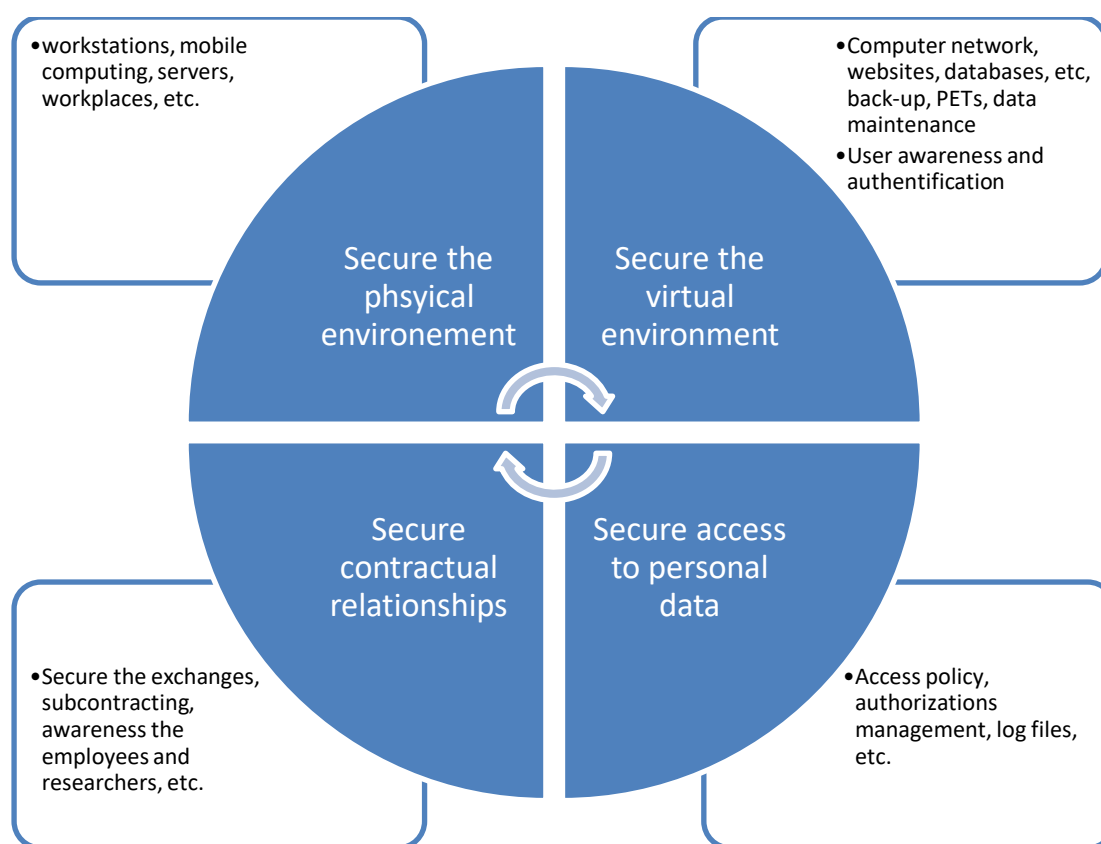 •workstations, mobile
computing, servers,
workplaces, etc.
•Computer network,
websites, databases, etc,
back-up, PETs, data
maintenance
•User awareness and
authentification
Secure the
phsyical
environement
Secure the
virtual
environment
Secure
contractual
relationships
Secure access
to personal
data
•Secure the exchanges,
subcontracting,
awareness the
employees and
researchers, etc.
•Access policy,
authorizations
management, log files,
etc.